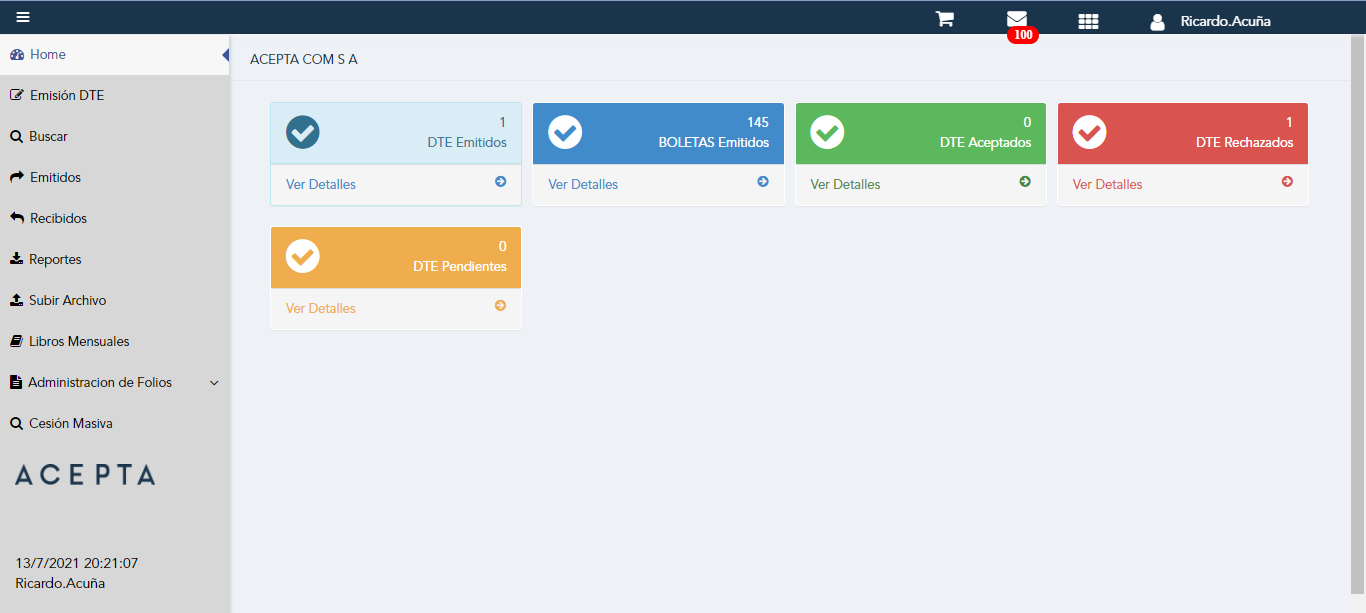 100
Ricardo.Acuña
Home
ACEPTA COM S A
Emisión DTE
Buscar
Emitidos
Recibidos
Reportes
Subir Archivo
Libros Mensuales
Administracion de Folios
Cesión Masiva
ACEPTA
13/7/2021 20:21:07
Ricardo.Acuña
1
DTE Emitidos
Ver Detalles
145
BOLETAS Emitidos
Ver Detalles
0
DTE Aceptados
Ver Detalles
1
DTE Rechazados
Ver Detalles
0
DTE Pendientes
Ver Detalles